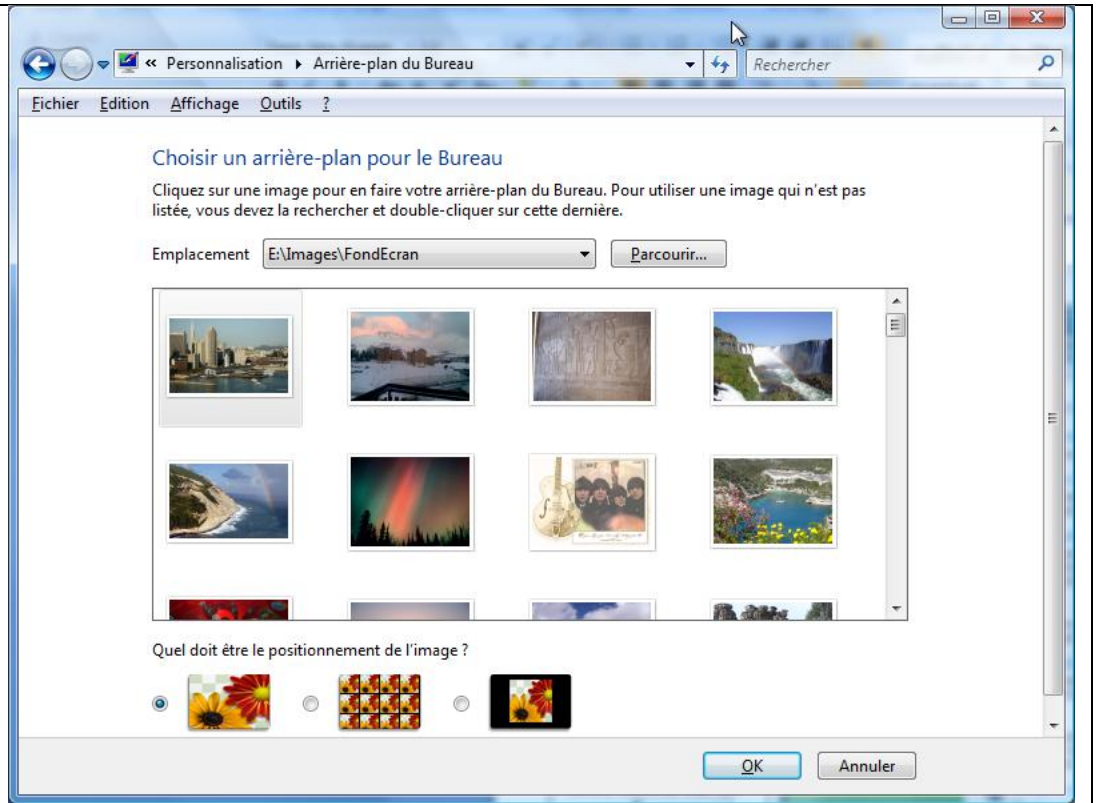 « Personnalisation Arrière-plan du Bureau
Rechercher
Fichier Edition Affichage Outils ?
Choisir un arrière-plan pour le Bureau
Cliquez sur une image pour en faire votre arrière-plan du Bureau. Pour utiliser une image qui n'est pas
listée, vous devez la rechercher et double-cliquer sur cette dernière.
Emplacement E:\Images\FondEcran Parcourir...
Quel doit être le positionnement de l'image ?
OK Annuler